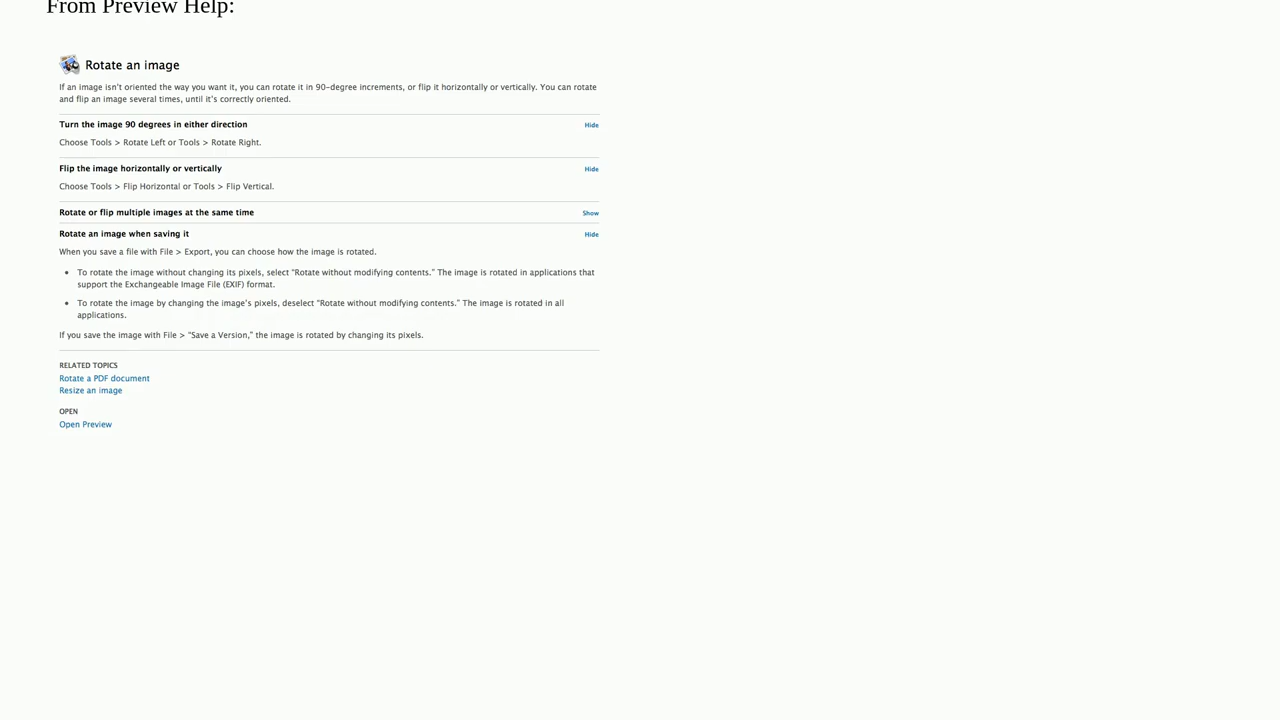 From Preview Help:
Rotate an image
If an image isn't oriented the way you want it, you can rotate it in 90-degree increments, or flip it horizontally or vertically. You can rotate
and flip an image several times, until it's correctly oriented.
Turn the image 90 degrees in either direction
Hide
Choose Tools > Rotate Left or Tools > Rotate Right.
Flip the image horizontally or vertically
Hide
Choose Tools > Flip Horizontal or Tools > Flip Vertical.
Rotate or flip multiple images at the same time
Show
Rotate an image when saving it
Hide
When you save a file with File > Export, you can choose how the image is rotated.
• To rotate the image without changing its pixels, select "Rotate without modifying contents." The image is rotated in applications that
support the Exchangeable Image File (EXIF) format.
• To rotate the image by changing the image's pixels, deselect "Rotate without modifying contents." The image is rotated in all
applications.
If you save the image with File > "Save a Version," the image is rotated by changing its pixels.
RELATED TOPICS
Rotate a PDF document
Resize an image
OPEN
Open Preview